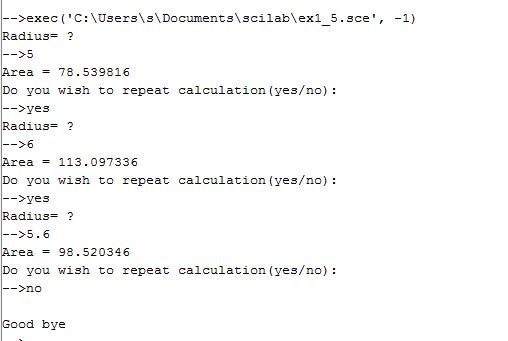 -->exec('C:\Users\s\Documents\scilab\ex1_5.sce', -1)
Radius= ?
-->5
Area = 78.539816
Do you wish to repeat calculation(yes/no):
-->yes
Radius= ?
-->6
Area = 113.097336
Do you wish to repeat calculation(yes/no):
-->yes
Radius= ?
-->5.6
Area = 98.520346
Do you wish to repeat calculation(yes/no):
-->no
Good bye